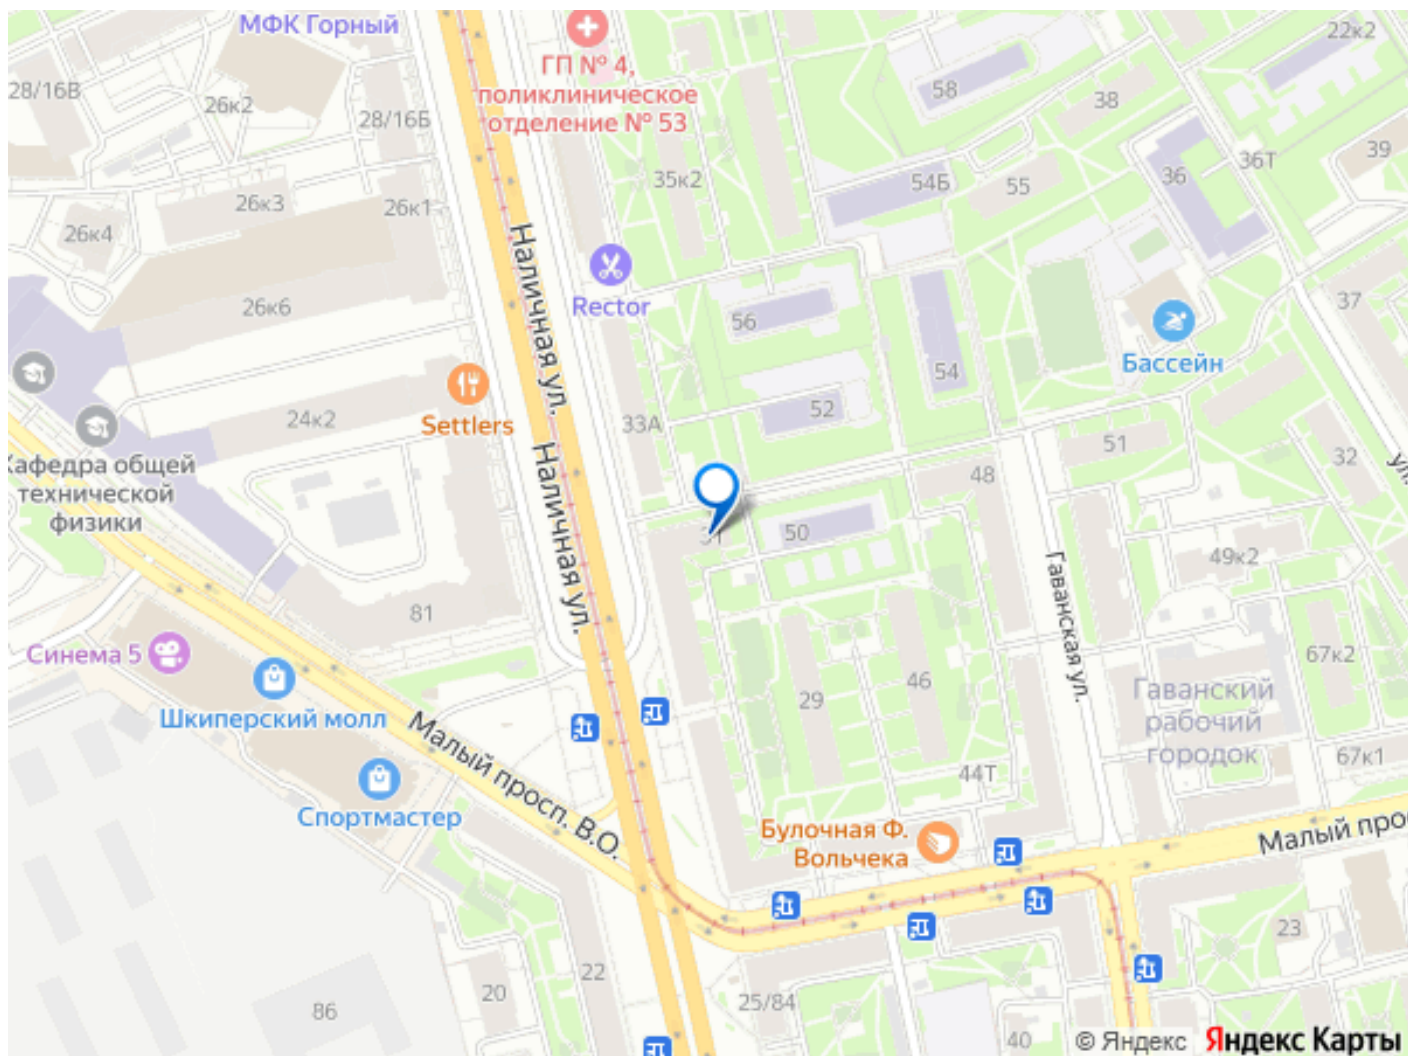 МФК Горный
22к2
ГП № 4,
поликлиническое
отделение № 53
28/16В
26к2
28/16Б
58
38
39
36Т
36
35к2
54Б
55
26к3
26к1
26к4
Наличная ул.
Rector
37
26к6
56
Бассейн
54
Settlers
52
24к2
33А
51
32
Кафедра общей
технической
физики
48
ул.
Наличная ул.
50
49к2
Гаванская ул.
81
Синема 5
67к2
Шкиперский молл
29
46
Гаванский
рабочий
городок
67к1
44Т
Малый просп. В.О.
Спортмастер
Булочная Ф.
Вольчека
Малый прос
23
22
20
25/84
86
40
© Яндекс Яндекс Карты